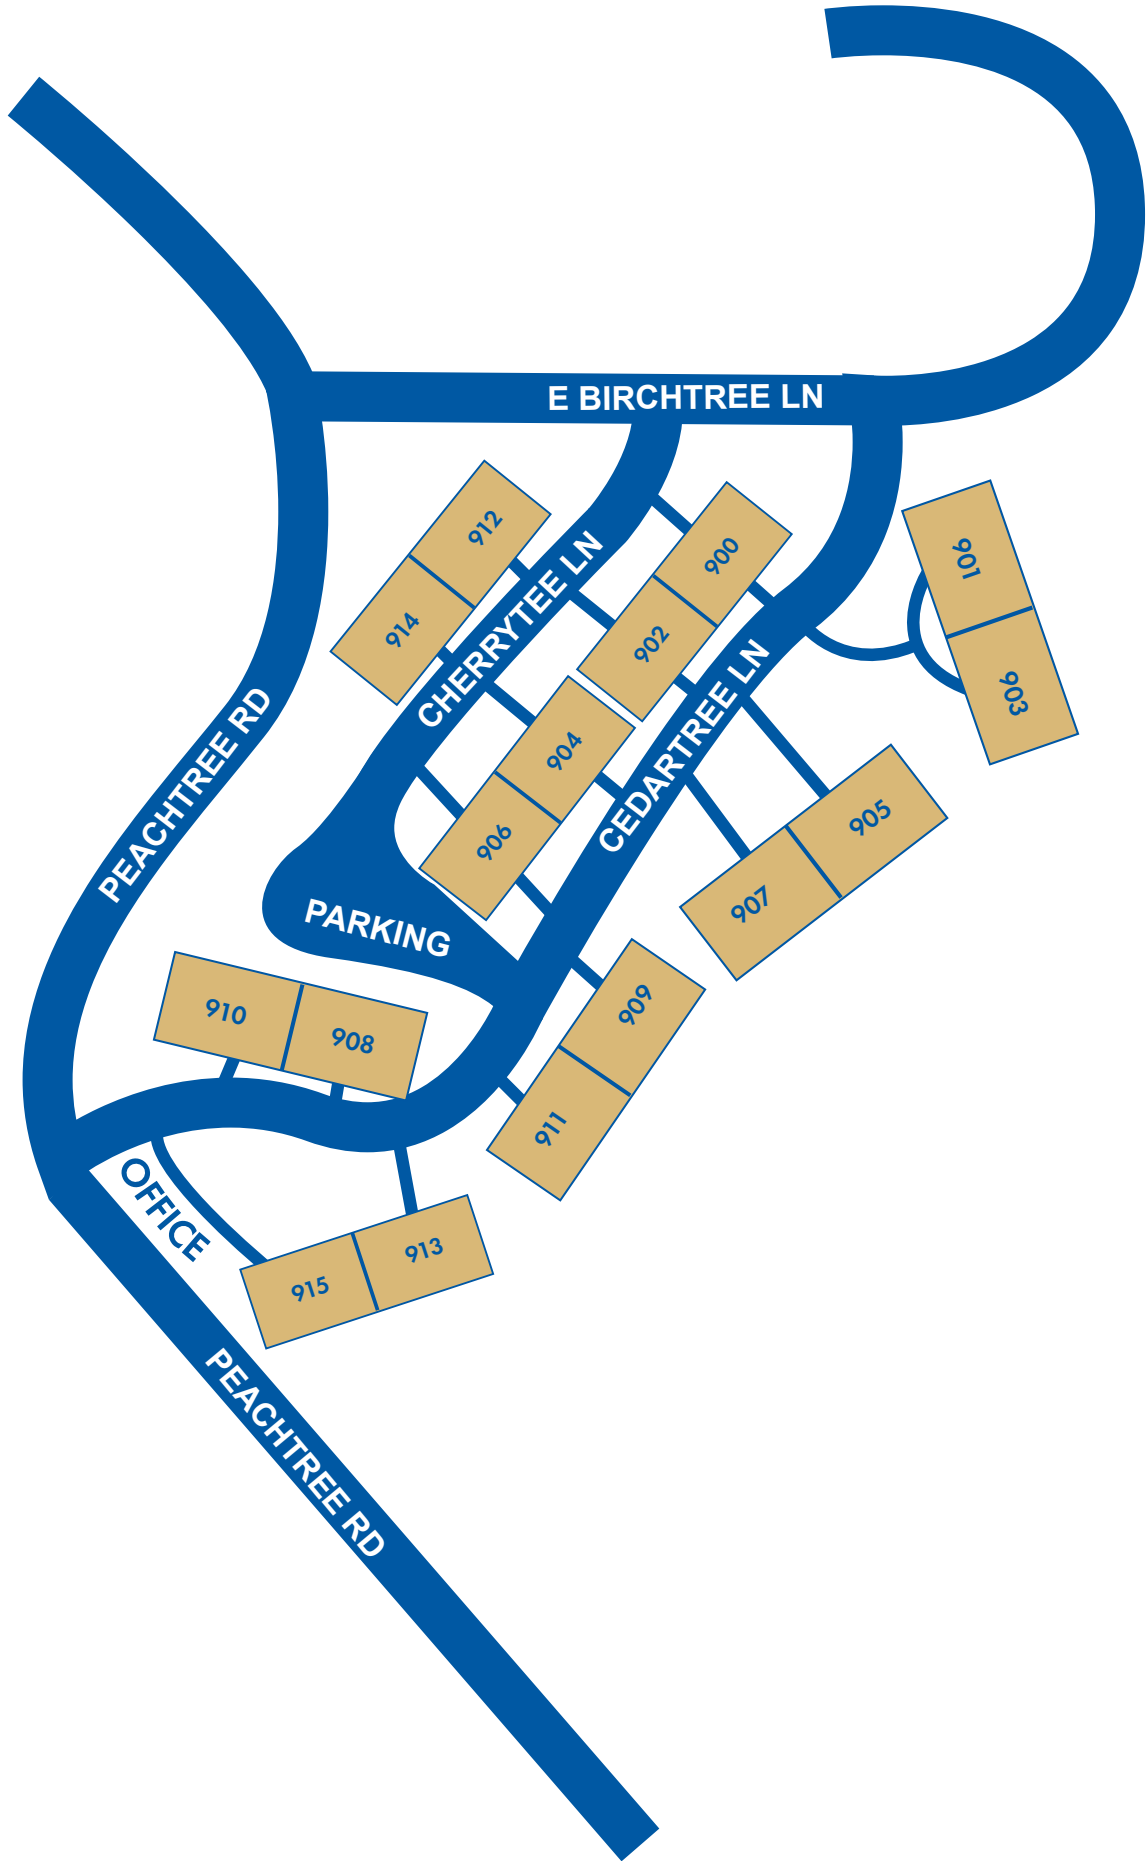 E BIRCHTREE LN
912
900
901
914
CHERRYTEE LN
902
903
PEACHTREE RD
904
CEDARTREE LN
906
905
907
PARKING
910
908
909
911
OFFICE
915
913
PEACHTREE RD